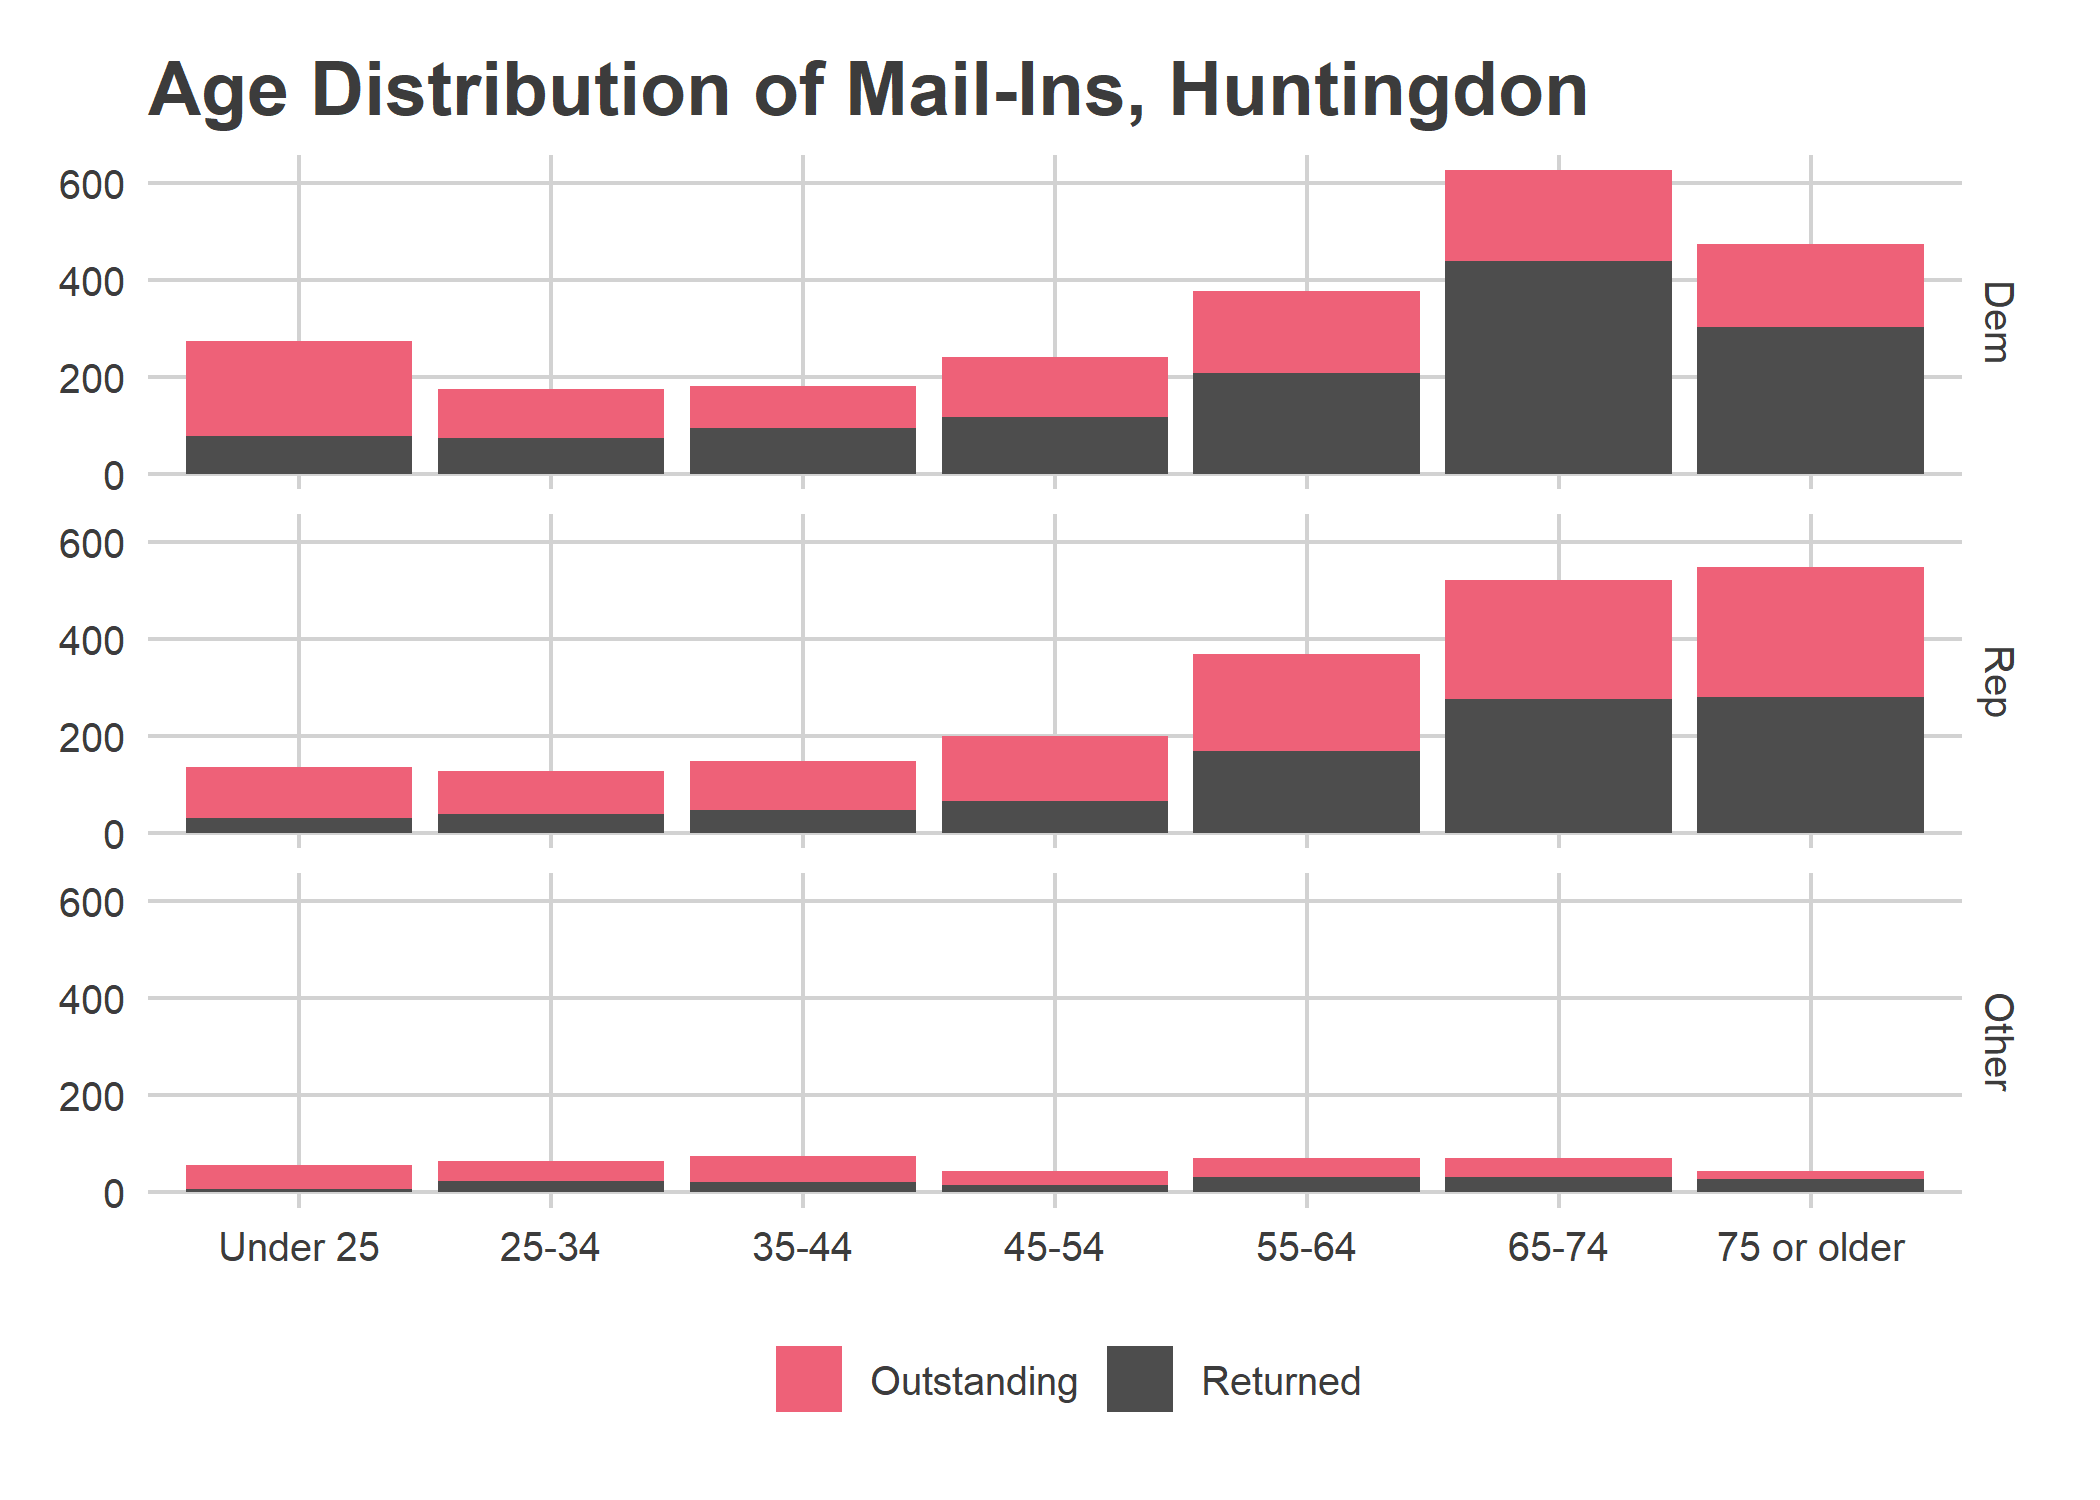 Age Distribution of Mail-Ins, Huntingdon
600
400
200
0
Dem
600
400
200
0
Rep
600
400
200
0
Other
Under 25 25-34 35-44 45-54 55-64 65-74 75 or older
Outstanding Returned